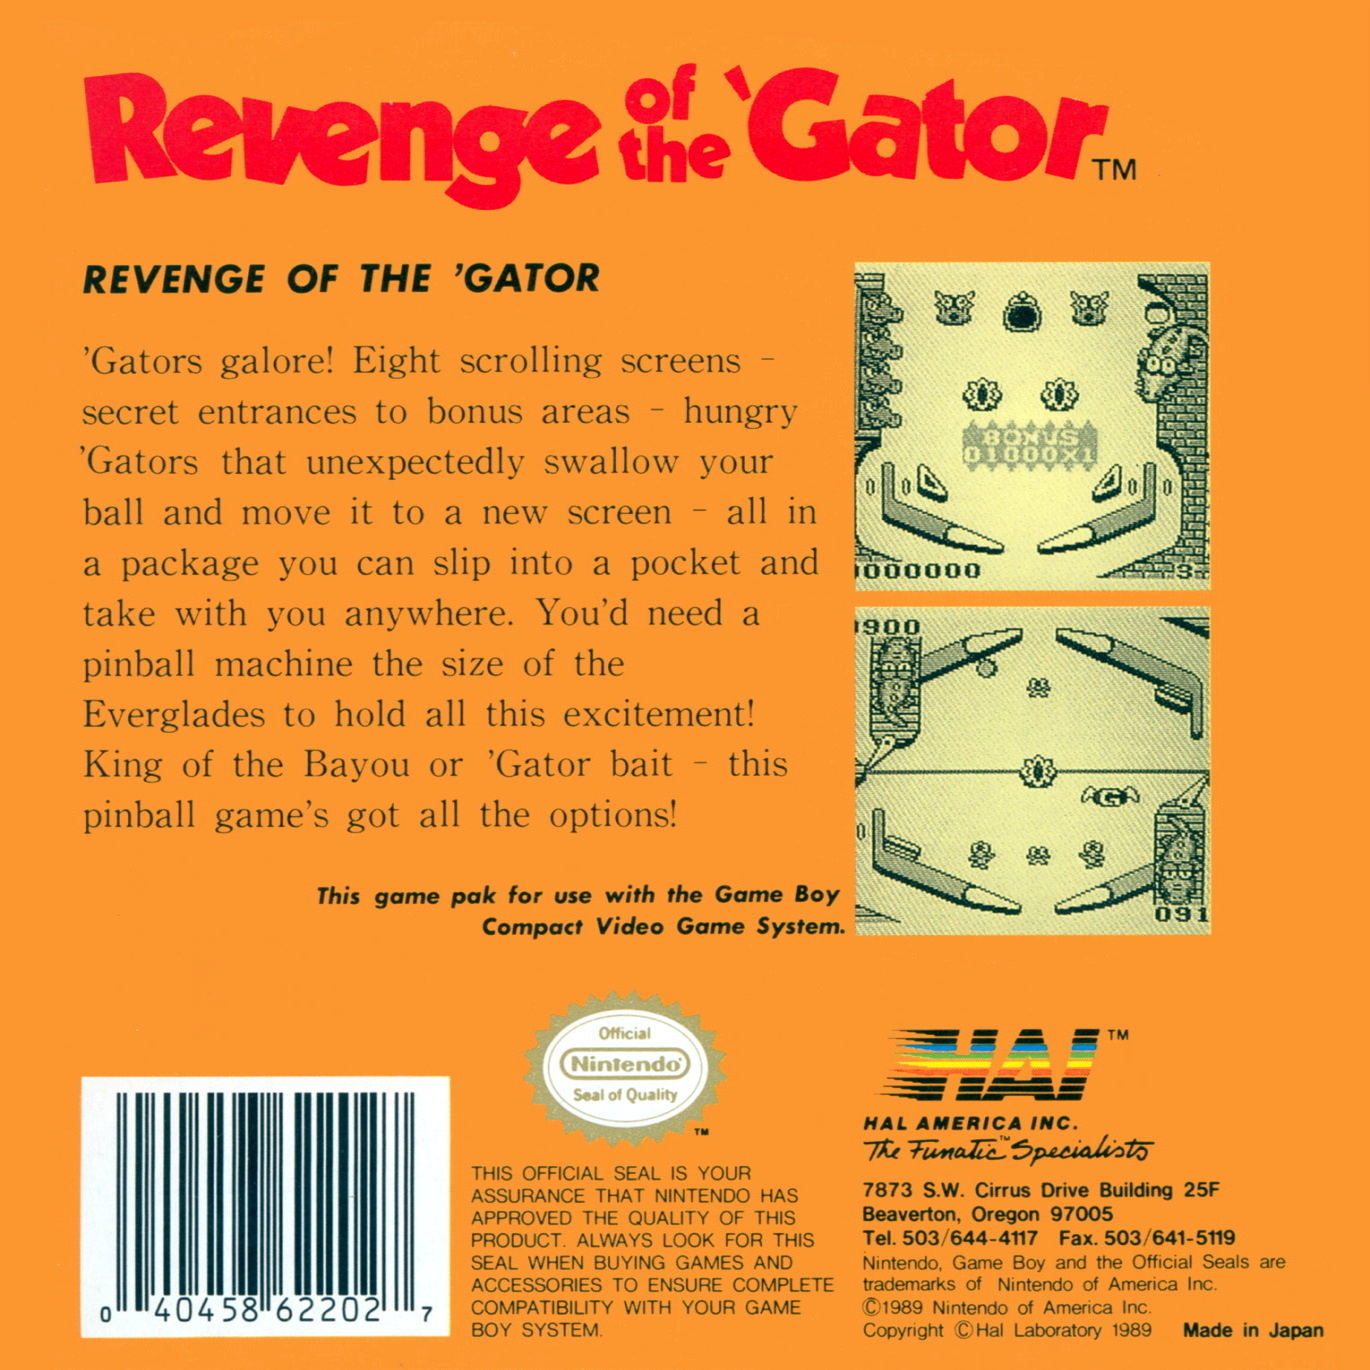 Revenge of the 'Gator™
REVENGE OF THE 'GATOR
'Gators galore! Eight scrolling screens –
secret entrances to bonus areas – hungry
'Gators that unexpectedly swallow your
ball and move it to a new screen – all in
a package you can slip into a pocket and
take with you anywhere. You'd need a
pinball machine the size of the
Everglades to hold all this excitement!
King of the Bayou or 'Gator bait – this
pinball game's got all the options!
This game pak for use with the Game Boy
Compact Video Game System.
BONUS
01000X1
0000000
3
900
G
091
Official
Nintendo®
Seal of Quality
™
THIS OFFICIAL SEAL IS YOUR
ASSURANCE THAT NINTENDO HAS
APPROVED THE QUALITY OF THIS
PRODUCT. ALWAYS LOOK FOR THIS
SEAL WHEN BUYING GAMES AND
ACCESSORIES TO ENSURE COMPLETE
COMPATIBILITY WITH YOUR GAME
BOY SYSTEM.
0 40458 62202 7
HAL™
HAL AMERICA INC.
The Funatic™ Specialists
7873 S.W. Cirrus Drive Building 25F
Beaverton, Oregon 97005
Tel. 503/644-4117 Fax. 503/641-5119
Nintendo, Game Boy and the Official Seals are
trademarks of Nintendo of America Inc.
©1989 Nintendo of America Inc.
Copyright ©Hal Laboratory 1989 Made in Japan